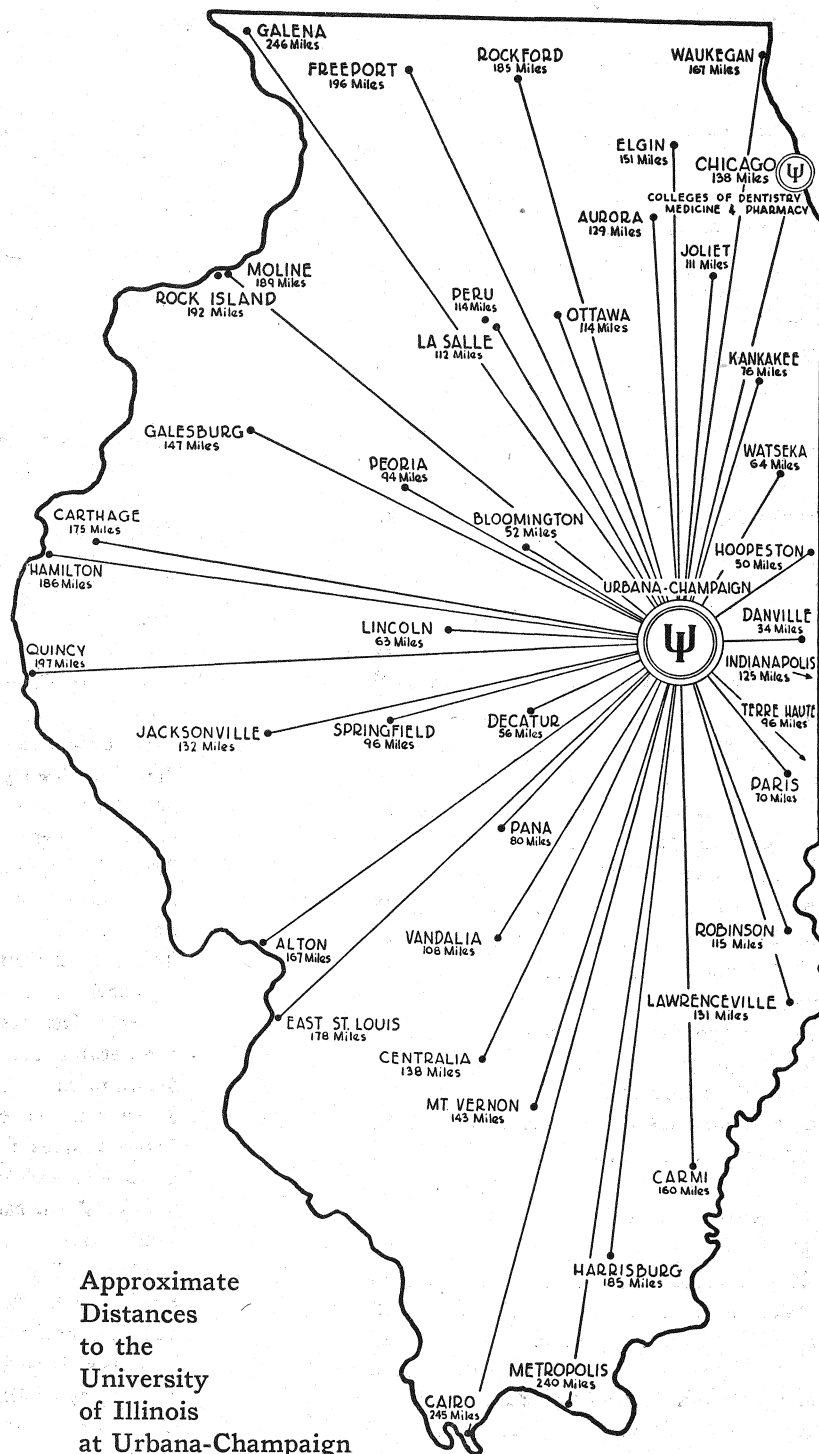 GALENA
246 Miles
FREEPORT
196 Miles
ROCKFORD
185 Miles
WAUKEGAN
167 Miles
ELGIN
151 Miles
CHICAGO
138 Miles
COLLEGES OF DENTISTRY
MEDICINE & PHARMACY
AURORA
129 Miles
JOLIET
111 Miles
MOLINE
189 Miles
ROCK ISLAND
192 Miles
PERU
114 Miles
LA SALLE
112 Miles
OTTAWA
114 Miles
KANKAKEE
76 Miles
GALESBURG
147 Miles
PEORIA
94 Miles
WATSEKA
64 Miles
CARTHAGE
175 Miles
BLOOMINGTON
52 Miles
HOOPESTON
50 Miles
HAMILTON
186 Miles
URBANA-CHAMPAIGN
UI
LINCOLN
63 Miles
DANVILLE
34 Miles
QUINCY
197 Miles
INDIANAPOLIS
125 Miles
JACKSONVILLE
132 Miles
SPRINGFIELD
96 Miles
DECATUR
56 Miles
TERRE HAUTE
96 Miles
PARIS
70 Miles
PANA
80 Miles
ALTON
167 Miles
VANDALIA
108 Miles
ROBINSON
115 Miles
LAWRENCEVILLE
131 Miles
EAST ST. LOUIS
178 Miles
CENTRALIA
138 Miles
MT. VERNON
143 Miles
CARMI
160 Miles
HARRISBURG
185 Miles
METROPOLIS
240 Miles
CAIRO
245 Miles
Approximate
Distances
to the
University
of Illinois
at Urbana-Champaign